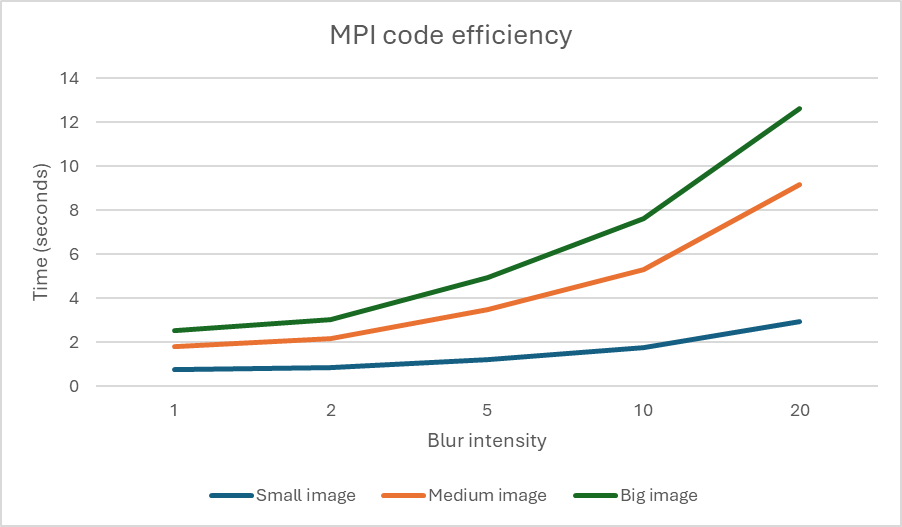 MPI code efficiency
14
12
10
8
6
4
2
0
Time (seconds)
1 2 5 10 20
Blur intensity
Small image Medium image Big image